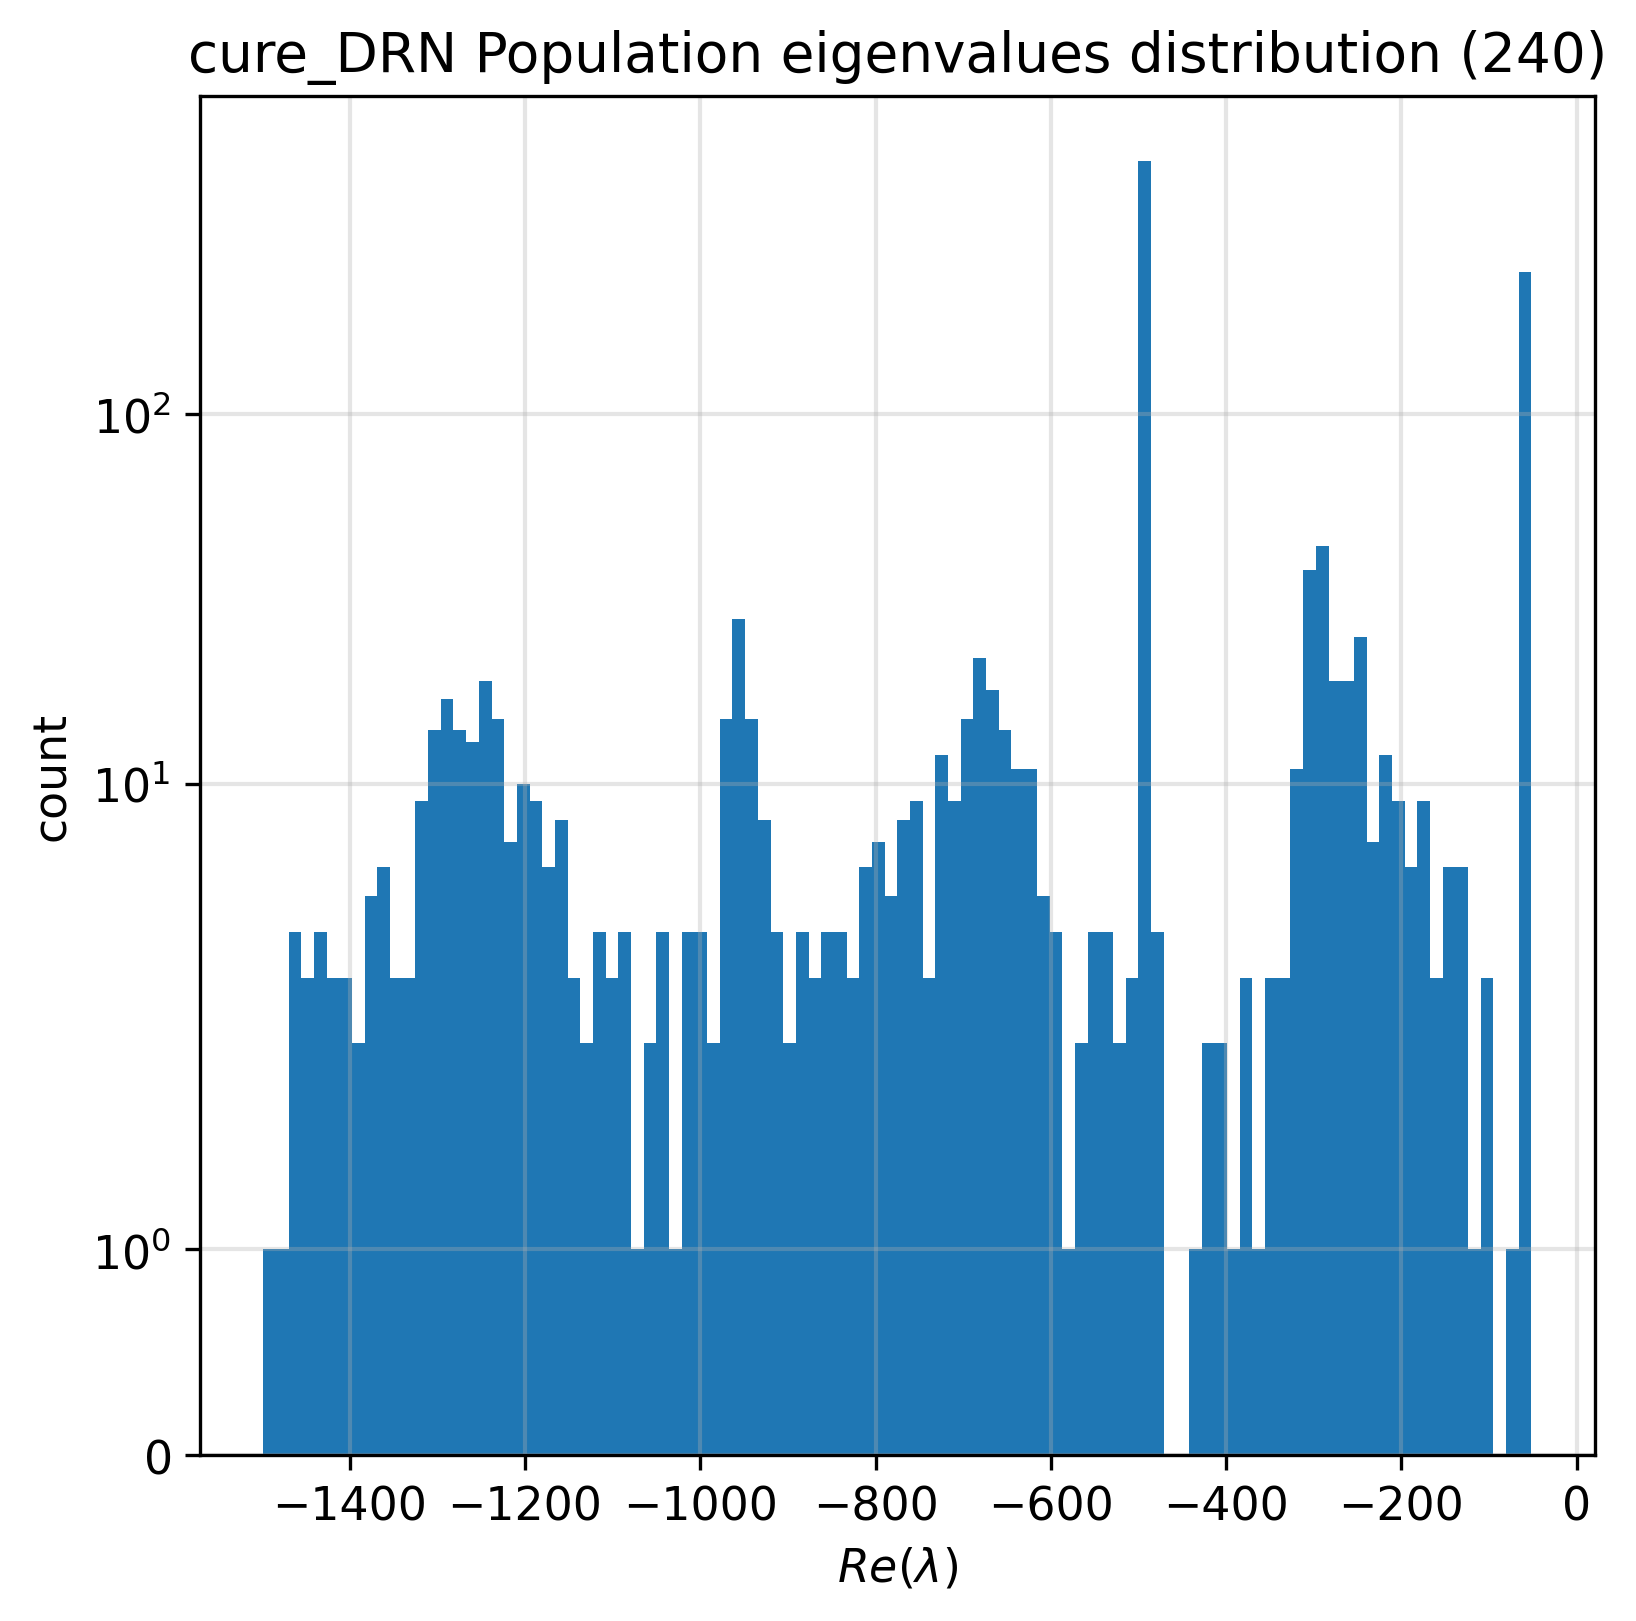 cure_DRN Population eigenvalues distribution (240)
count
10²
10¹
10⁰
0
−1400 −1200 −1000 −800 −600 −400 −200 0
Re(λ)